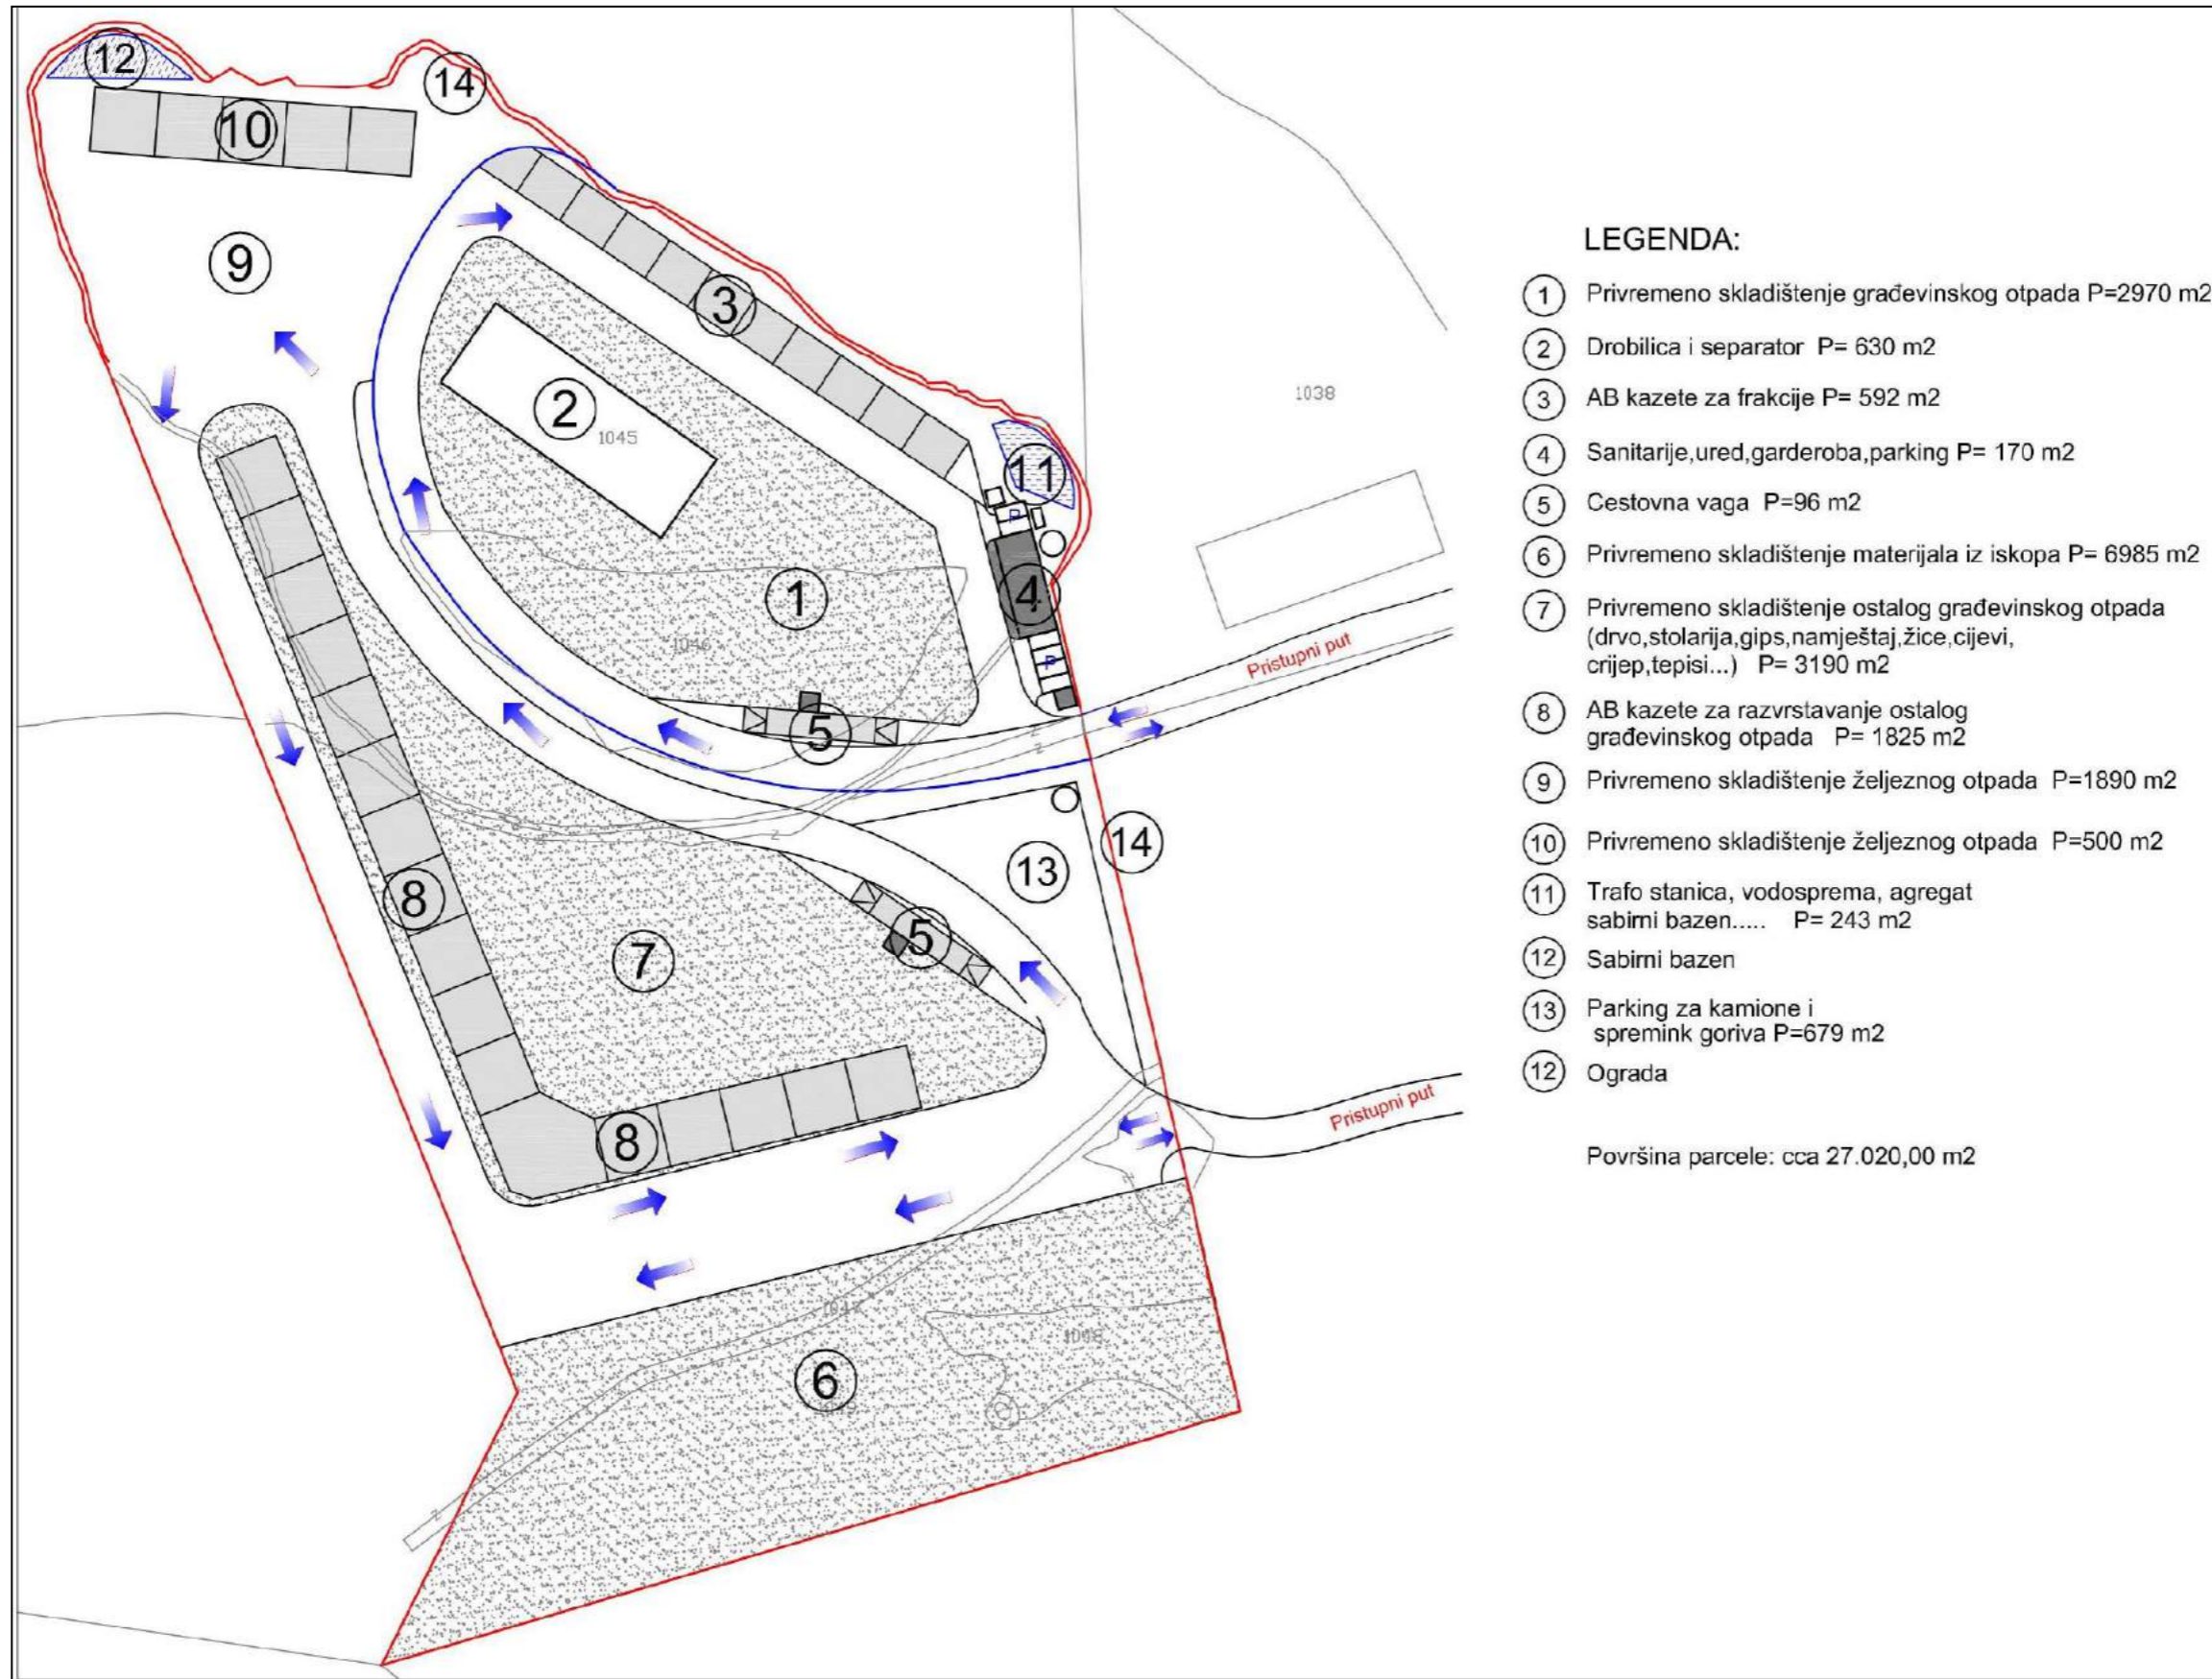 12
14
10
9
3
2
1045
1038
11
P
1
4
1046
P
Pristupni put
5
14
13
8
5
7
Pristupni put
8
6
LEGENDA:
1 Privremeno skladištenje građevinskog otpada P=2970 m2
2 Drobilica i separator P= 630 m2
3 AB kazete za frakcije P= 592 m2
4 Sanitarije,ured,garderoba,parking P= 170 m2
5 Cestovna vaga P=96 m2
6 Privremeno skladištenje materijala iz iskopa P= 6985 m2
7 Privremeno skladištenje ostalog građevinskog otpada
(drvo,stolarija,gips,namještaj,žice,cijevi,
crijep,tepisi...) P= 3190 m2
8 AB kazete za razvrstavanje ostalog
građevinskog otpada P= 1825 m2
9 Privremeno skladištenje željeznog otpada P=1890 m2
10 Privremeno skladištenje željeznog otpada P=500 m2
11 Trafo stanica, vodosprema, agregat
sabirni bazen..... P= 243 m2
12 Sabirni bazen
13 Parking za kamione i
spremink goriva P=679 m2
12 Ograda
Površina parcele: cca 27.020,00 m2